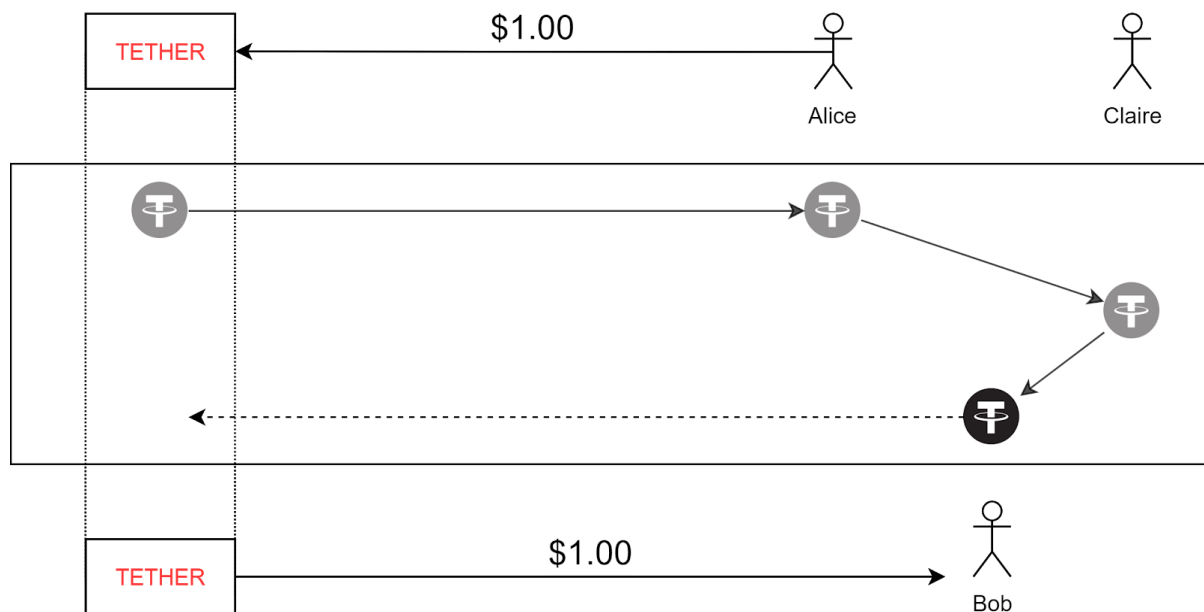 $1.00
TETHER
Alice
Claire
$1.00
TETHER
Bob